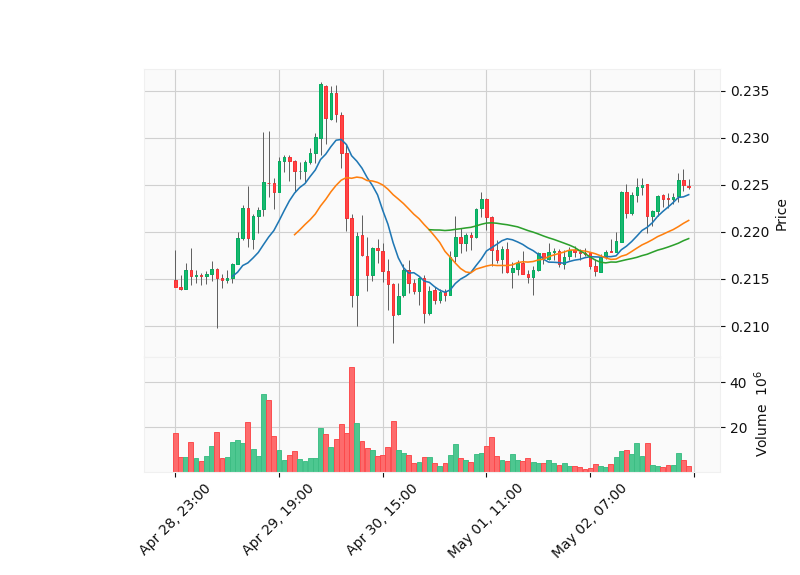 0.235
0.230
0.225
0.220
0.215
0.210
Price
40
20
Volume 10^6
Apr 28, 23:00
Apr 29, 19:00
Apr 30, 15:00
May 01, 11:00
May 02, 07:00